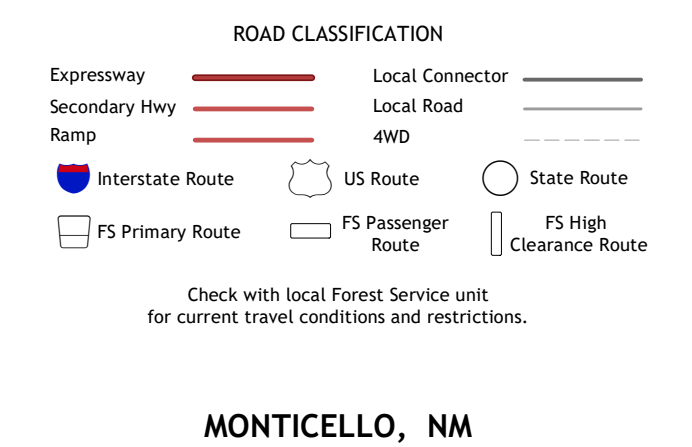 ROAD CLASSIFICATION
Expressway
Local Connector
Secondary Hwy
Local Road
Ramp
4WD
Interstate Route
US Route
State Route
FS Primary Route
FS Passenger
Route
FS High
Clearance Route
Check with local Forest Service unit
for current travel conditions and restrictions.
MONTICELLO, NM